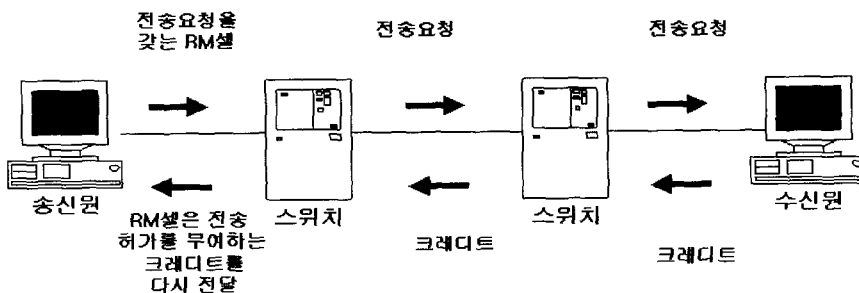 전송요청을
갖는 RM셀
전송요청
전송요청
송신원
스위치
스위치
수신원
RM셀은 전송
허가를 부여하는
크레디트를
다시 전달
크레디트
크레디트